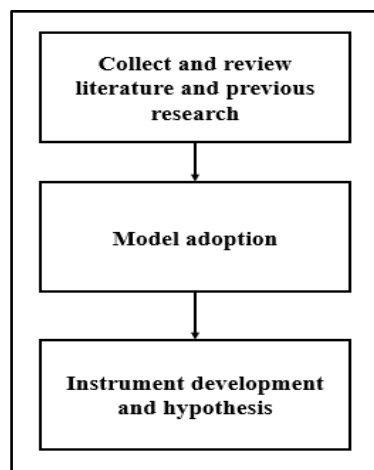 Collect and review
literature and previous
research
Model adoption
Instrument development
and hypothesis